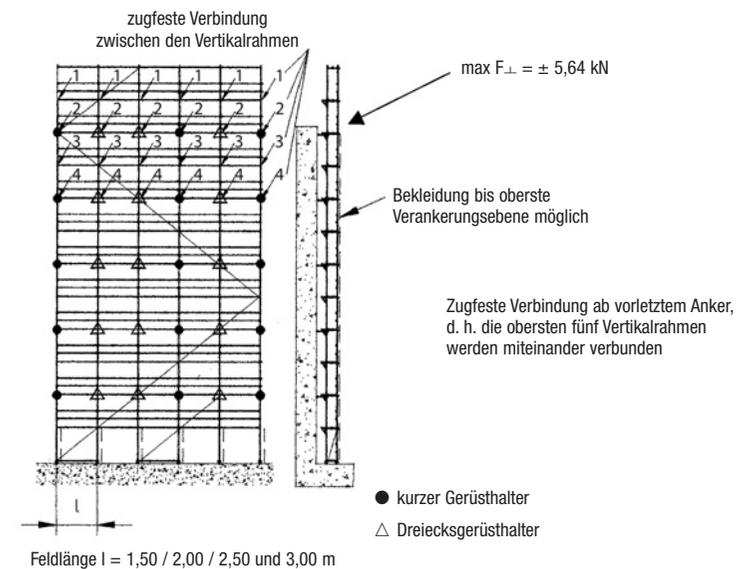 zugfeste Verbindung
zwischen den Vertikalrahmen
max F⊥ = ± 5,64 kN
1 1 1 1 1 1
2 2 2 2 2 2
3 3 3 3 3 3
4 4 4 4 4 4
Bekleidung bis oberste
Verankerungsebene möglich
Zugfeste Verbindung ab vorletztem Anker,
d. h. die obersten fünf Vertikalrahmen
werden miteinander verbunden
kurzer Gerüsthalter
Dreiecksgerüsthalter
l
Feldlänge l = 1,50 / 2,00 / 2,50 und 3,00 m